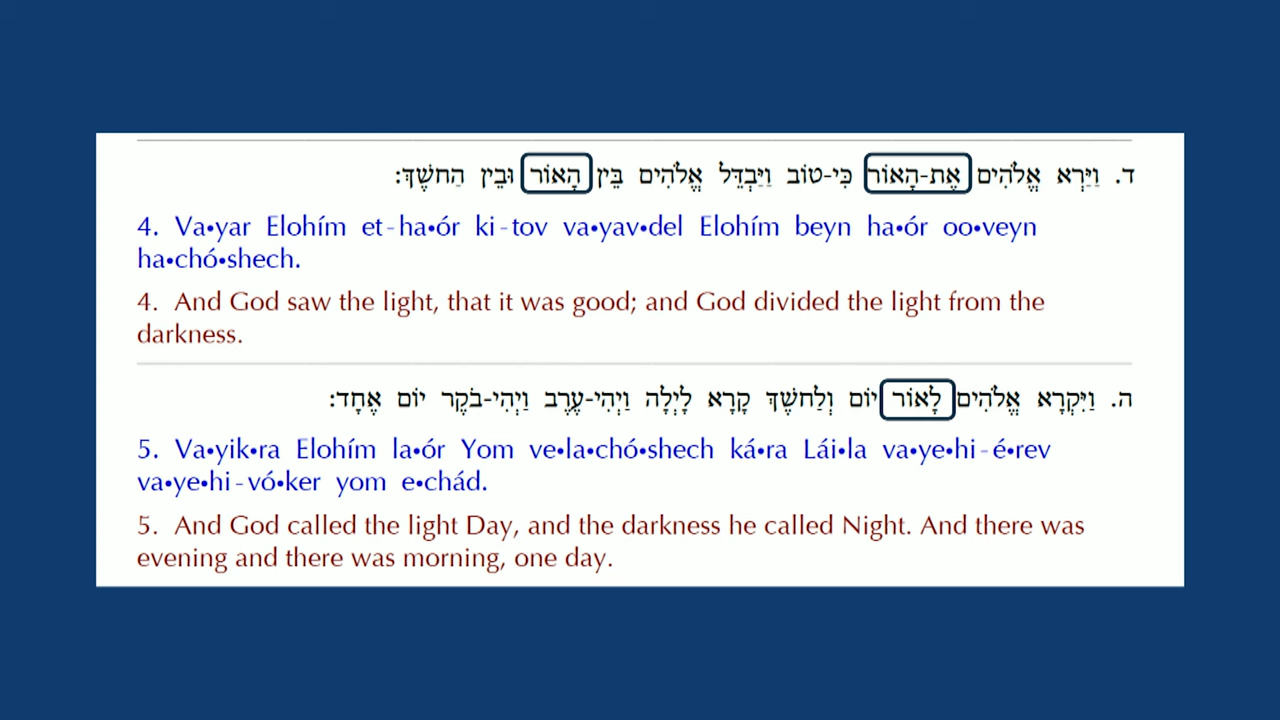 ד. וַיַּרְא אֱלֹהִים אֶת-הָאוֹר כִּי-טוֹב וַיַּבְדֵּל אֱלֹהִים בֵּין הָאוֹר וּבֵין הַחֹשֶׁךְ:
4. Va•yar Elohím et-ha•ór ki-tov va•yav•del Elohím beyn ha•ór oo•veyn
ha•chó•shech.
4. And God saw the light, that it was good; and God divided the light from the
darkness.
ה. וַיִּקְרָא אֱלֹהִים לָאוֹר יוֹם וְלַחֹשֶׁךְ קָרָא לָיְלָה וַיְהִי-עֶרֶב וַיְהִי-בֹקֶר יוֹם אֶחָד:
5. Va•yik•ra Elohím la•ór Yom ve•la•chó•shech ká•ra Lái•la va•ye•hi-é•rev
va•ye•hi-vó•ker yom e•chád.
5. And God called the light Day, and the darkness he called Night. And there was
evening and there was morning, one day.